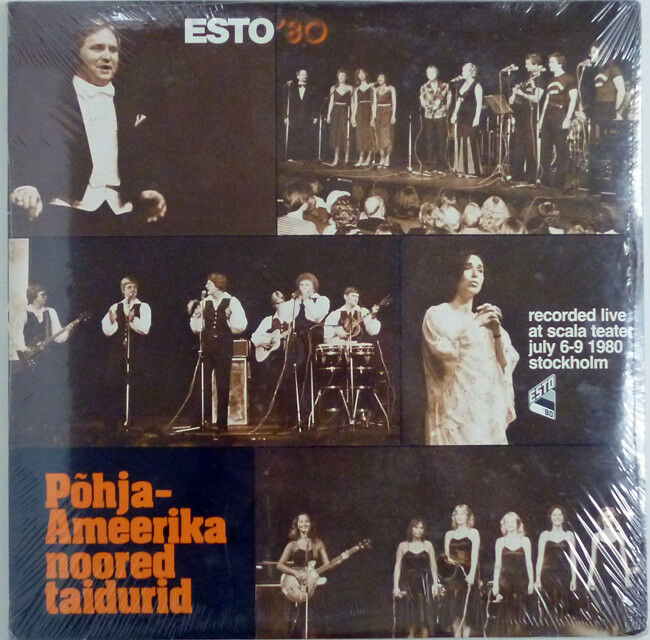 ESTO '80
recorded live
at scala teater
july 6-9 1980
stockholm
ESTO
'80
Põhja-
Ameerika
noored
taidurid